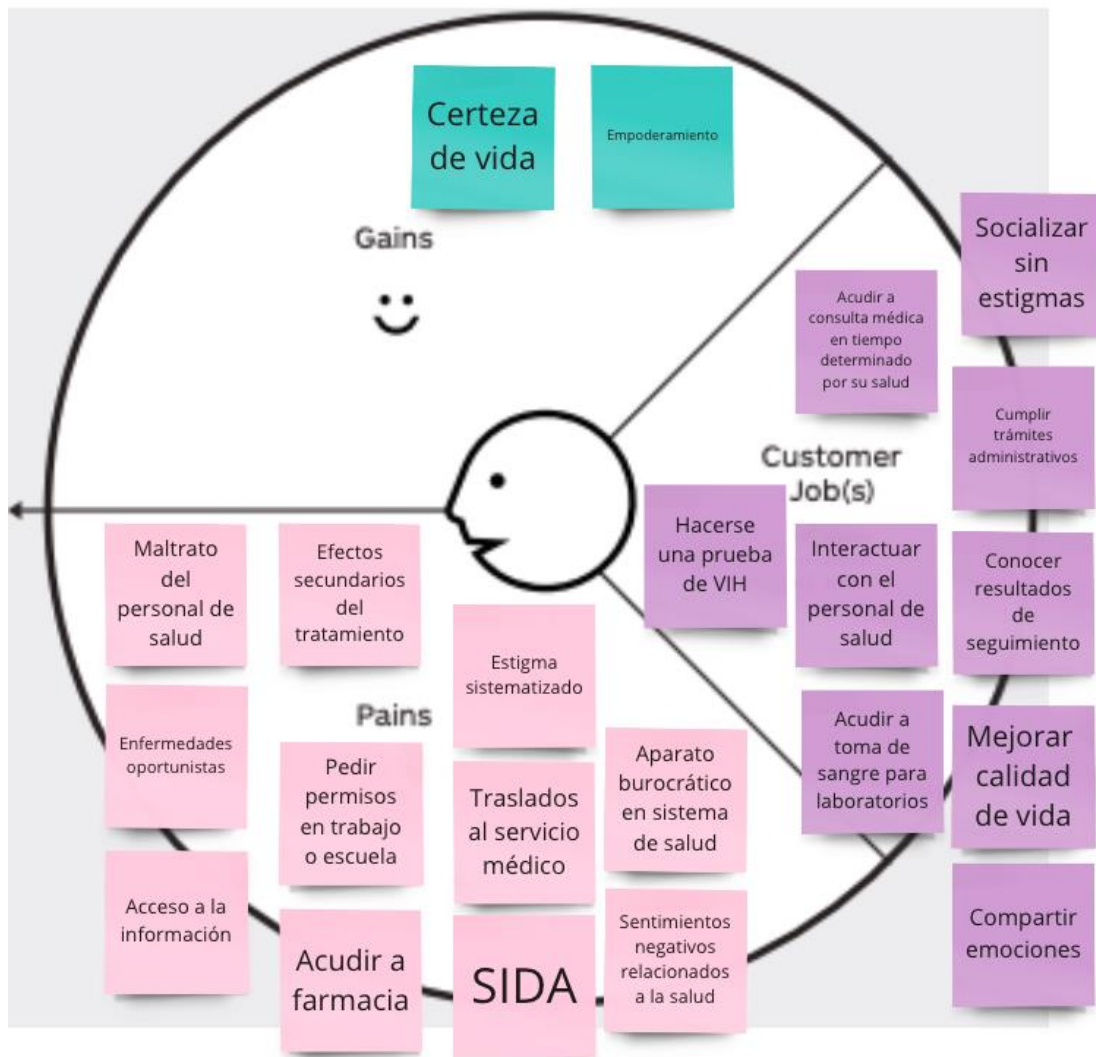 Certeza
de vida
Empoderamiento
Gains
Socializar
sin
estigmas
Acudir a
consulta médica
en tiempo
determinado
por su salud
Cumplir
trámites
administrativos
Customer
Job(s)
Hacerse
una prueba
de VIH
Interactuar
con el
personal de
salud
Conocer
resultados
de
seguimiento
Acudir a
toma de
sangre para
laboratorios
Mejorar
calidad
de vida
Compartir
emociones
Maltrato
del
personal de
salud
Efectos
secundarios
del
tratamiento
Estigma
sistematizado
Pains
Enfermedades
oportunistas
Pedir
permisos
en trabajo
o escuela
Traslados
al servicio
médico
Aparato
burocrático
en sistema
de salud
Acceso a la
información
Acudir a
farmacia
SIDA
Sentimientos
negativos
relacionados
a la salud